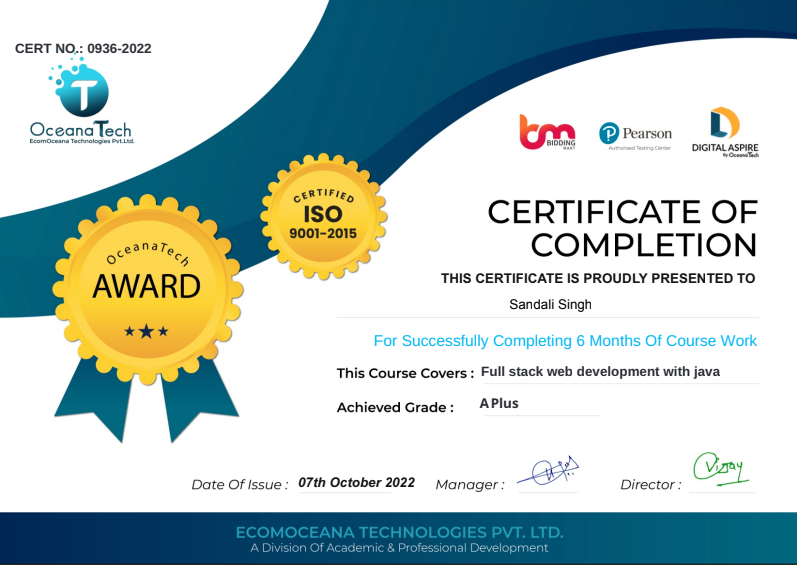 CERT NO.: 0936-2022
T
OceanaTech
EcomOceana Technologies Pvt.Ltd.
bm
BIDDING
MART
Pearson
Authorised Testing Center
DIGITAL ASPIRE
By OceanaTech
CERTIFIED
ISO
9001-2015
OceanaTech
AWARD
CERTIFICATE OF
COMPLETION
THIS CERTIFICATE IS PROUDLY PRESENTED TO
Sandali Singh
For Successfully Completing 6 Months Of Course Work
This Course Covers : Full stack web development with java
Achieved Grade : A Plus
Date Of Issue : 07th October 2022 Manager : Director : Vijay
ECOMOCEANA TECHNOLOGIES PVT. LTD.
A Division Of Academic & Professional Development